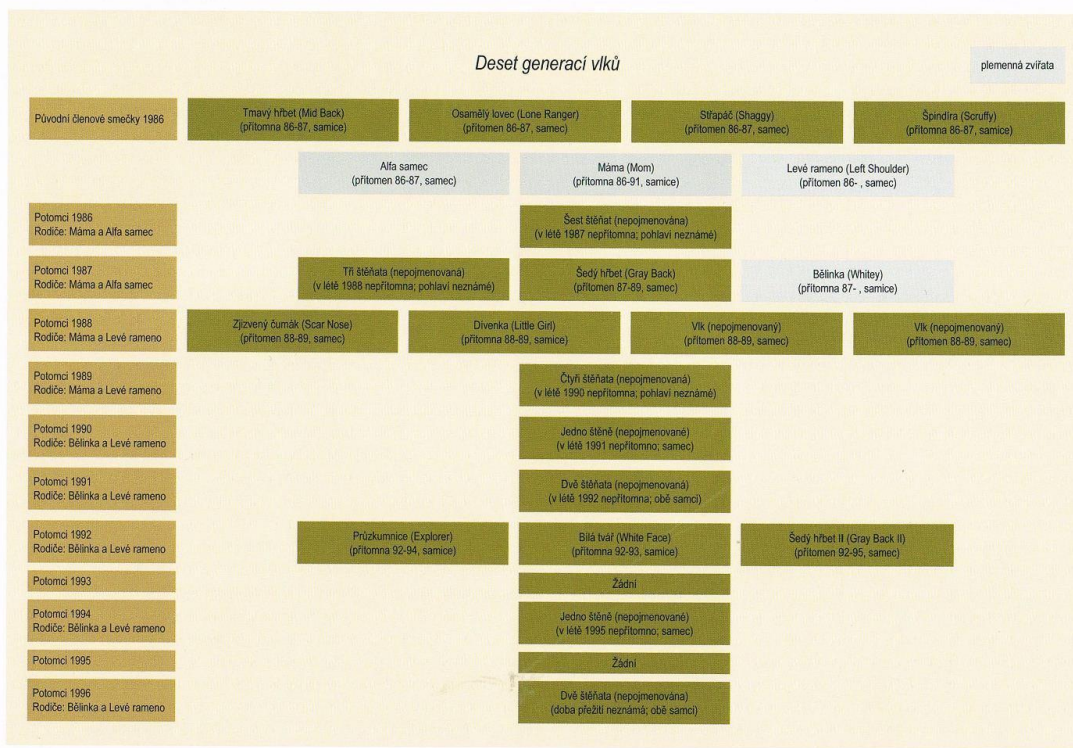 Deset generací vlků
plemenná zvířata
Původní členové smečky 1986
Tmavý hřbet (Mid Back)
(přítomna 86-87, samice)
Osamělý lovec (Lone Ranger)
(přítomen 86-87, samec)
Střapáč (Shaggy)
(přítomen 86-87, samec)
Špindíra (Scruffy)
(přítomna 86-87, samice)
Alfa samec
(přítomen 86-87, samec)
Máma (Mom)
(přítomna 86-91, samice)
Levé rameno (Left Shoulder)
(přítomen 86- , samec)
Potomci 1986
Rodiče: Máma a Alfa samec
Šest štěňat (nepojmenována)
(v létě 1987 nepřítomna; pohlaví neznámé)
Potomci 1987
Rodiče: Máma a Alfa samec
Tři štěňata (nepojmenovaná)
(v létě 1988 nepřítomna; pohlaví neznámé)
Šedý hřbet (Gray Back)
(přítomen 87-89, samec)
Bělinka (Whitey)
(přítomna 87- , samice)
Potomci 1988
Rodiče: Máma a Levé rameno
Zjizvený čumák (Scar Nose)
(přítomen 88-89, samec)
Dívenka (Little Girl)
(přítomna 88-89, samice)
Vlk (nepojmenovaný)
(přítomen 88-89, samec)
Vlk (nepojmenovaný)
(přítomen 88-89, samec)
Potomci 1989
Rodiče: Máma a Levé rameno
Čtyři štěňata (nepojmenovaná)
(v létě 1990 nepřítomna; pohlaví neznámé)
Potomci 1990
Rodiče: Bělinka a Levé rameno
Jedno štěně (nepojmenované)
(v létě 1991 nepřítomno; samec)
Potomci 1991
Rodiče: Bělinka a Levé rameno
Dvě štěňata (nepojmenovaná)
(v létě 1992 nepřítomna; obě samci)
Potomci 1992
Rodiče: Bělinka a Levé rameno
Průzkumnice (Explorer)
(přítomna 92-94, samice)
Bílá tvář (White Face)
(přítomna 92-93, samice)
Šedý hřbet II (Gray Back II)
(přítomen 92-95, samec)
Potomci 1993
Žádní
Potomci 1994
Rodiče: Bělinka a Levé rameno
Jedno štěně (nepojmenované)
(v létě 1995 nepřítomno; samec)
Potomci 1995
Žádní
Potomci 1996
Rodiče: Bělinka a Levé rameno
Dvě štěňata (nepojmenována)
(doba přežití neznámá; obě samci)